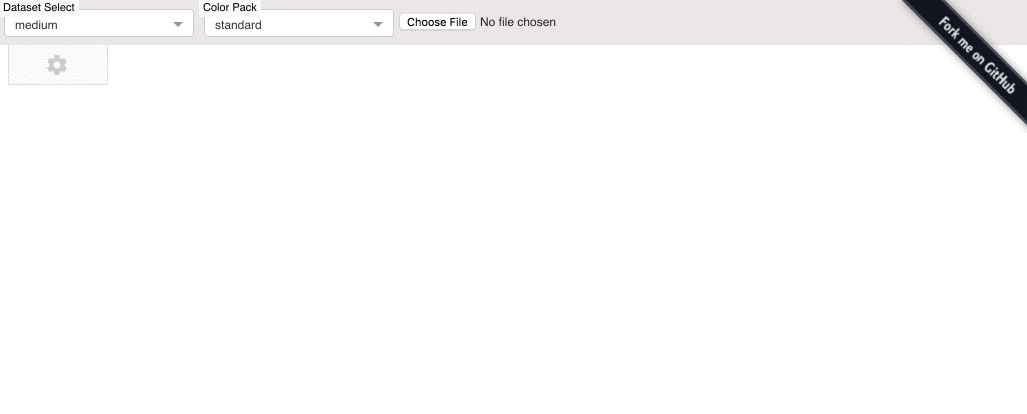 Dataset Select
medium
Color Pack
standard
Choose File No file chosen
Fork me on GitHub